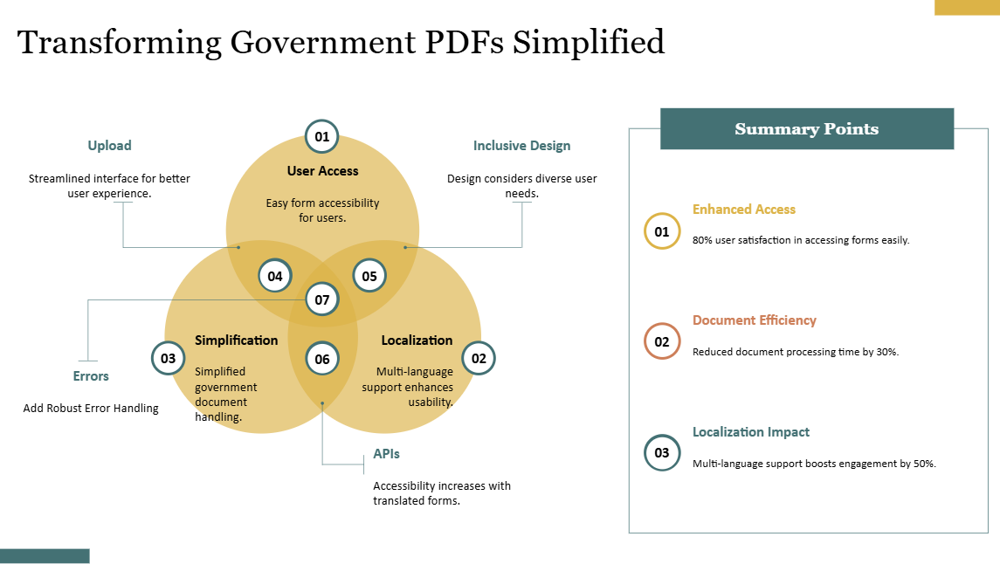 Transforming Government PDFs Simplified
01
User Access
Easy form accessibility
for users.
Upload
Streamlined interface for better
user experience.
Inclusive Design
Design considers diverse user
needs.
04
05
07
06
03
Simplification
Simplified
government
document
handling.
Localization
02
Multi-language
support enhances
usability.
Errors
Add Robust Error Handling
APIs
Accessibility increases with
translated forms.
Summary Points
01
Enhanced Access
80% user satisfaction in accessing forms easily.
02
Document Efficiency
Reduced document processing time by 30%.
03
Localization Impact
Multi-language support boosts engagement by 50%.